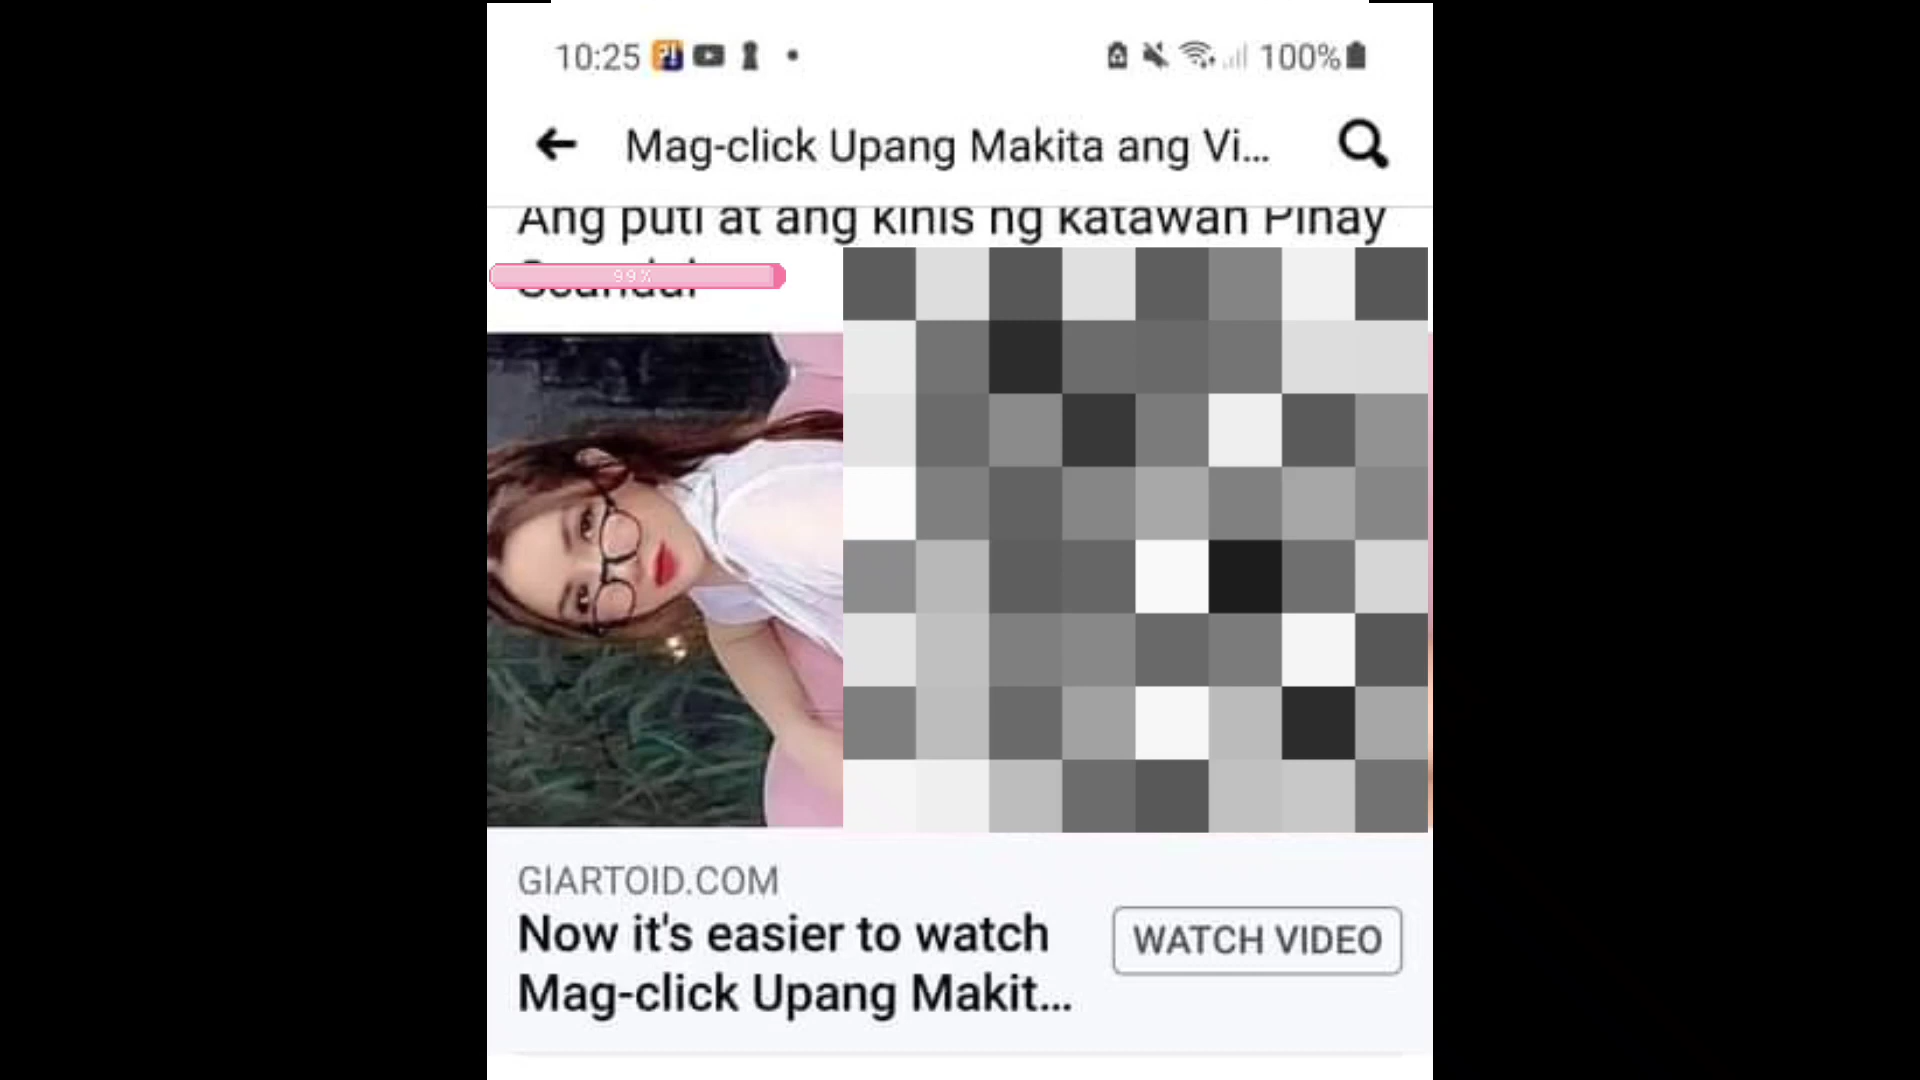 10:25 100%
Mag-click Upang Makita ang Vi...
Ang puti at ang kinis ng katawan Pinay
Scandal
99%
GIARTOID.COM
Now it's easier to watch
Mag-click Upang Makit...
WATCH VIDEO